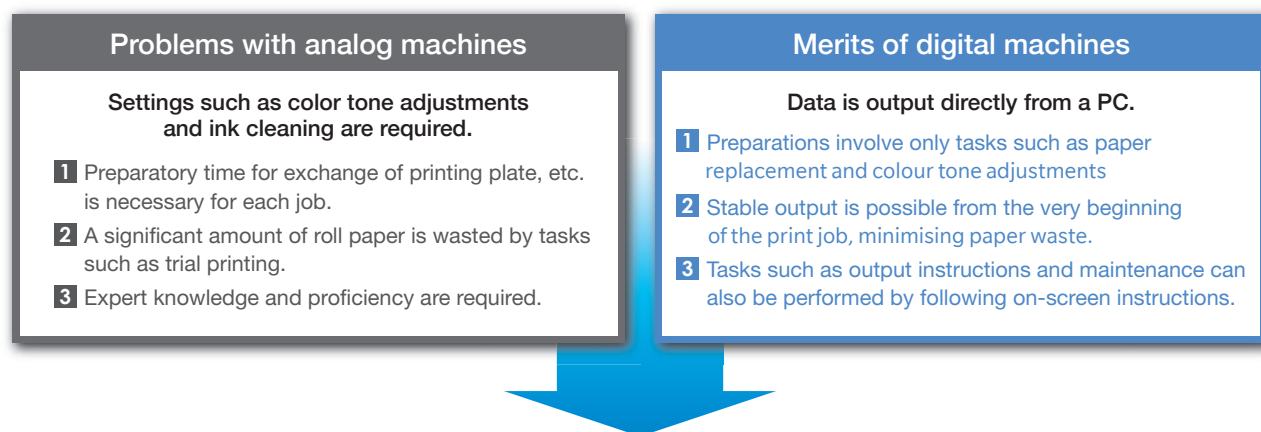 Problems with analog machines
Settings such as color tone adjustments
and ink cleaning are required.
1 Preparatory time for exchange of printing plate, etc.
is necessary for each job.
2 A significant amount of roll paper is wasted by tasks
such as trial printing.
3 Expert knowledge and proficiency are required.
Merits of digital machines
Data is output directly from a PC.
1 Preparations involve only tasks such as paper
replacement and colour tone adjustments
2 Stable output is possible from the very beginning
of the print job, minimising paper waste.
3 Tasks such as output instructions and maintenance can
also be performed by following on-screen instructions.